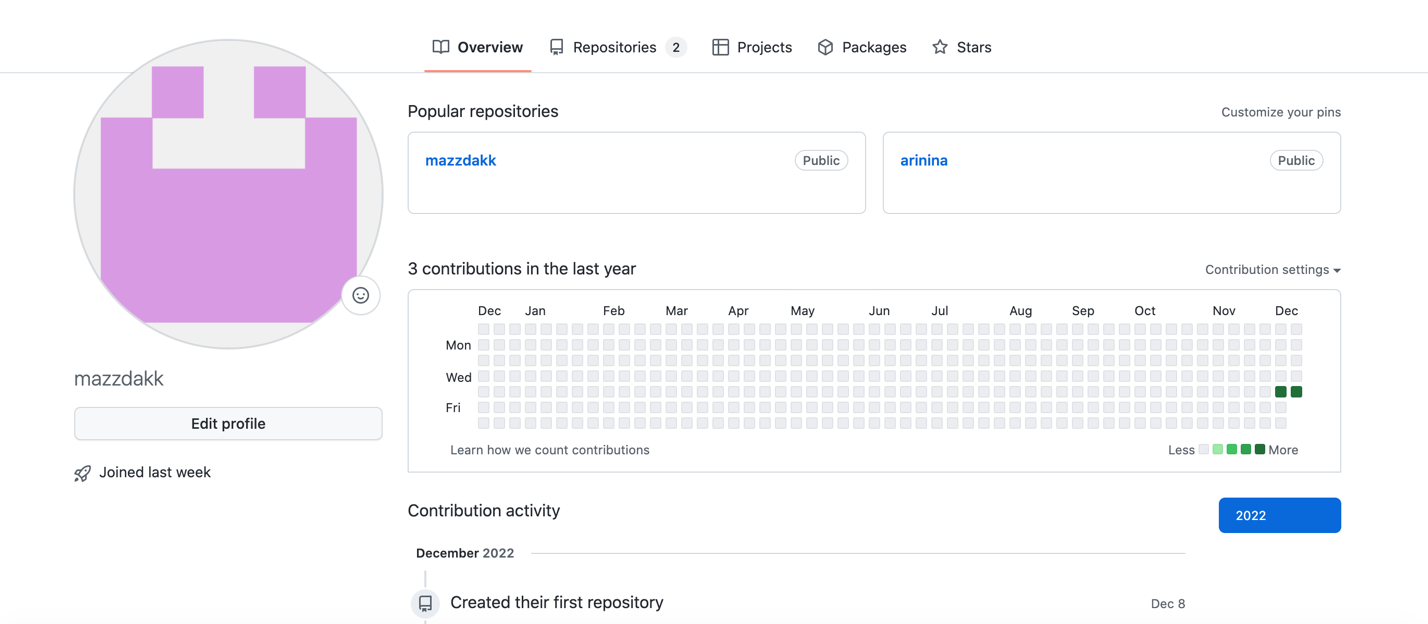 Overview Repositories 2 Projects Packages Stars
Popular repositories Customize your pins
mazzdakk Public arinina Public
3 contributions in the last year Contribution settings
Dec Jan Feb Mar Apr May Jun Jul Aug Sep Oct Nov Dec
Mon
Wed
Fri
Learn how we count contributions Less More
mazzdakk
Edit profile
Joined last week
Contribution activity 2022
December 2022
Created their first repository Dec 8